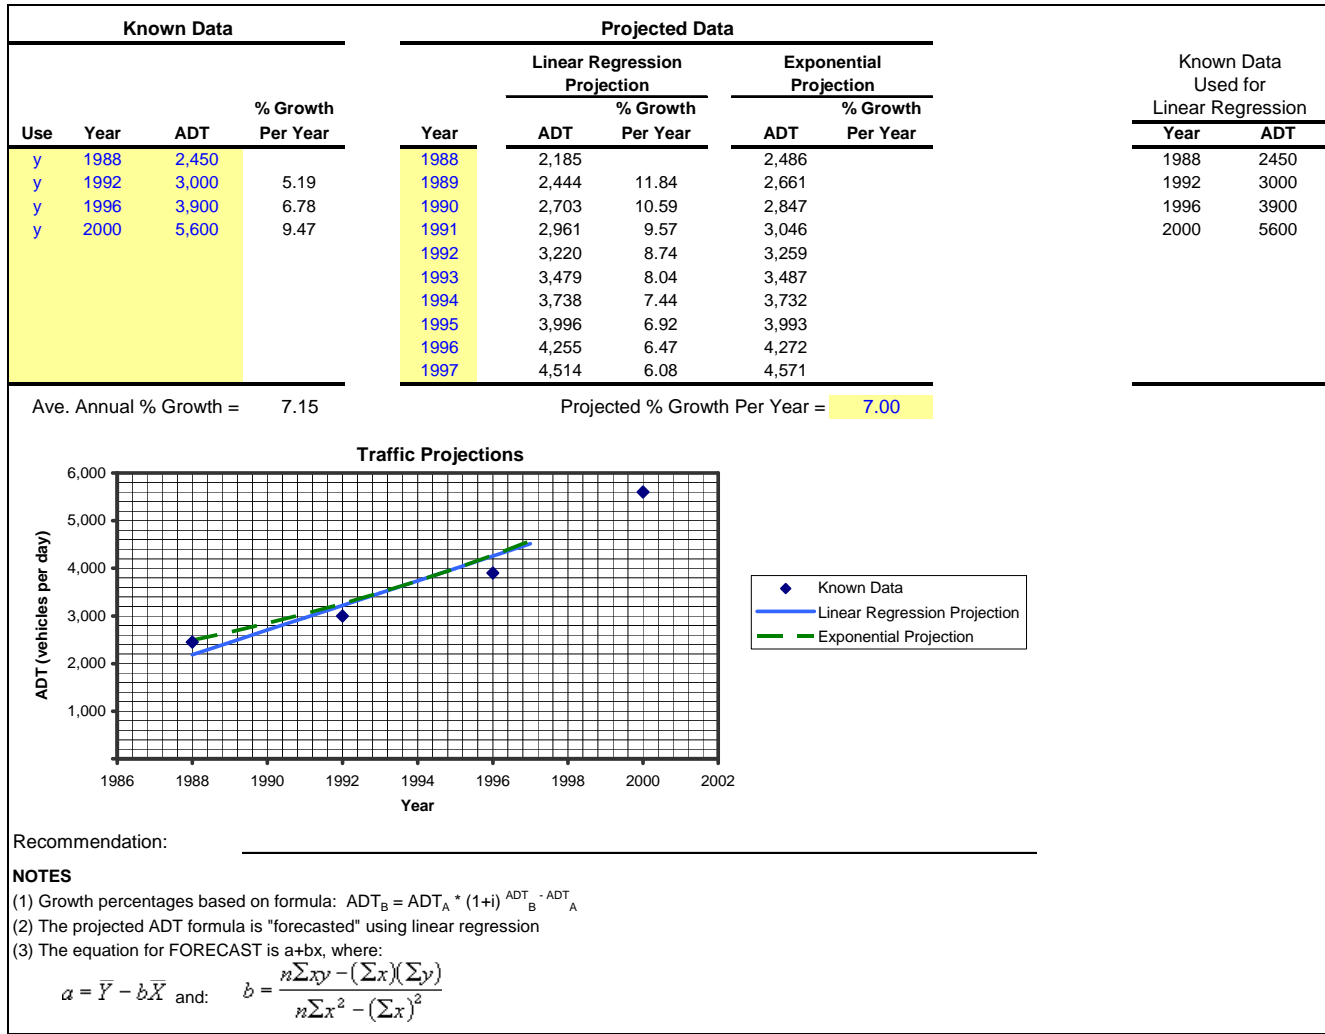 Known Data
Projected Data
Linear Regression Projection
Exponential Projection
Known Data Used for Linear Regression
Use Year ADT % Growth Per Year
Year ADT % Growth Per Year ADT % Growth Per Year
Year ADT
y 1988 2,450
y 1992 3,000 5.19
y 1996 3,900 6.78
y 2000 5,600 9.47
1988 2,185 2,486
1989 2,444 11.84 2,661
1990 2,703 10.59 2,847
1991 2,961 9.57 3,046
1992 3,220 8.74 3,259
1993 3,479 8.04 3,487
1994 3,738 7.44 3,732
1995 3,996 6.92 3,993
1996 4,255 6.47 4,272
1997 4,514 6.08 4,571
1988 2450
1992 3000
1996 3900
2000 5600
Ave. Annual % Growth = 7.15
Projected % Growth Per Year = 7.00
Traffic Projections
6,000
5,000
4,000
3,000
2,000
1,000
ADT (vehicles per day)
1986 1988 1990 1992 1994 1996 1998 2000 2002
Year
Known Data
Linear Regression Projection
Exponential Projection
Recommendation:
NOTES
(1) Growth percentages based on formula: ADT_B = ADT_A * (1+i) ^(ADT_B - ADT_A)
(2) The projected ADT formula is "forecasted" using linear regression
(3) The equation for FORECAST is a+bx, where:
a = Y̅ − bX̅ and: b = (nΣxy − (Σx)(Σy)) / (nΣx² − (Σx)²)